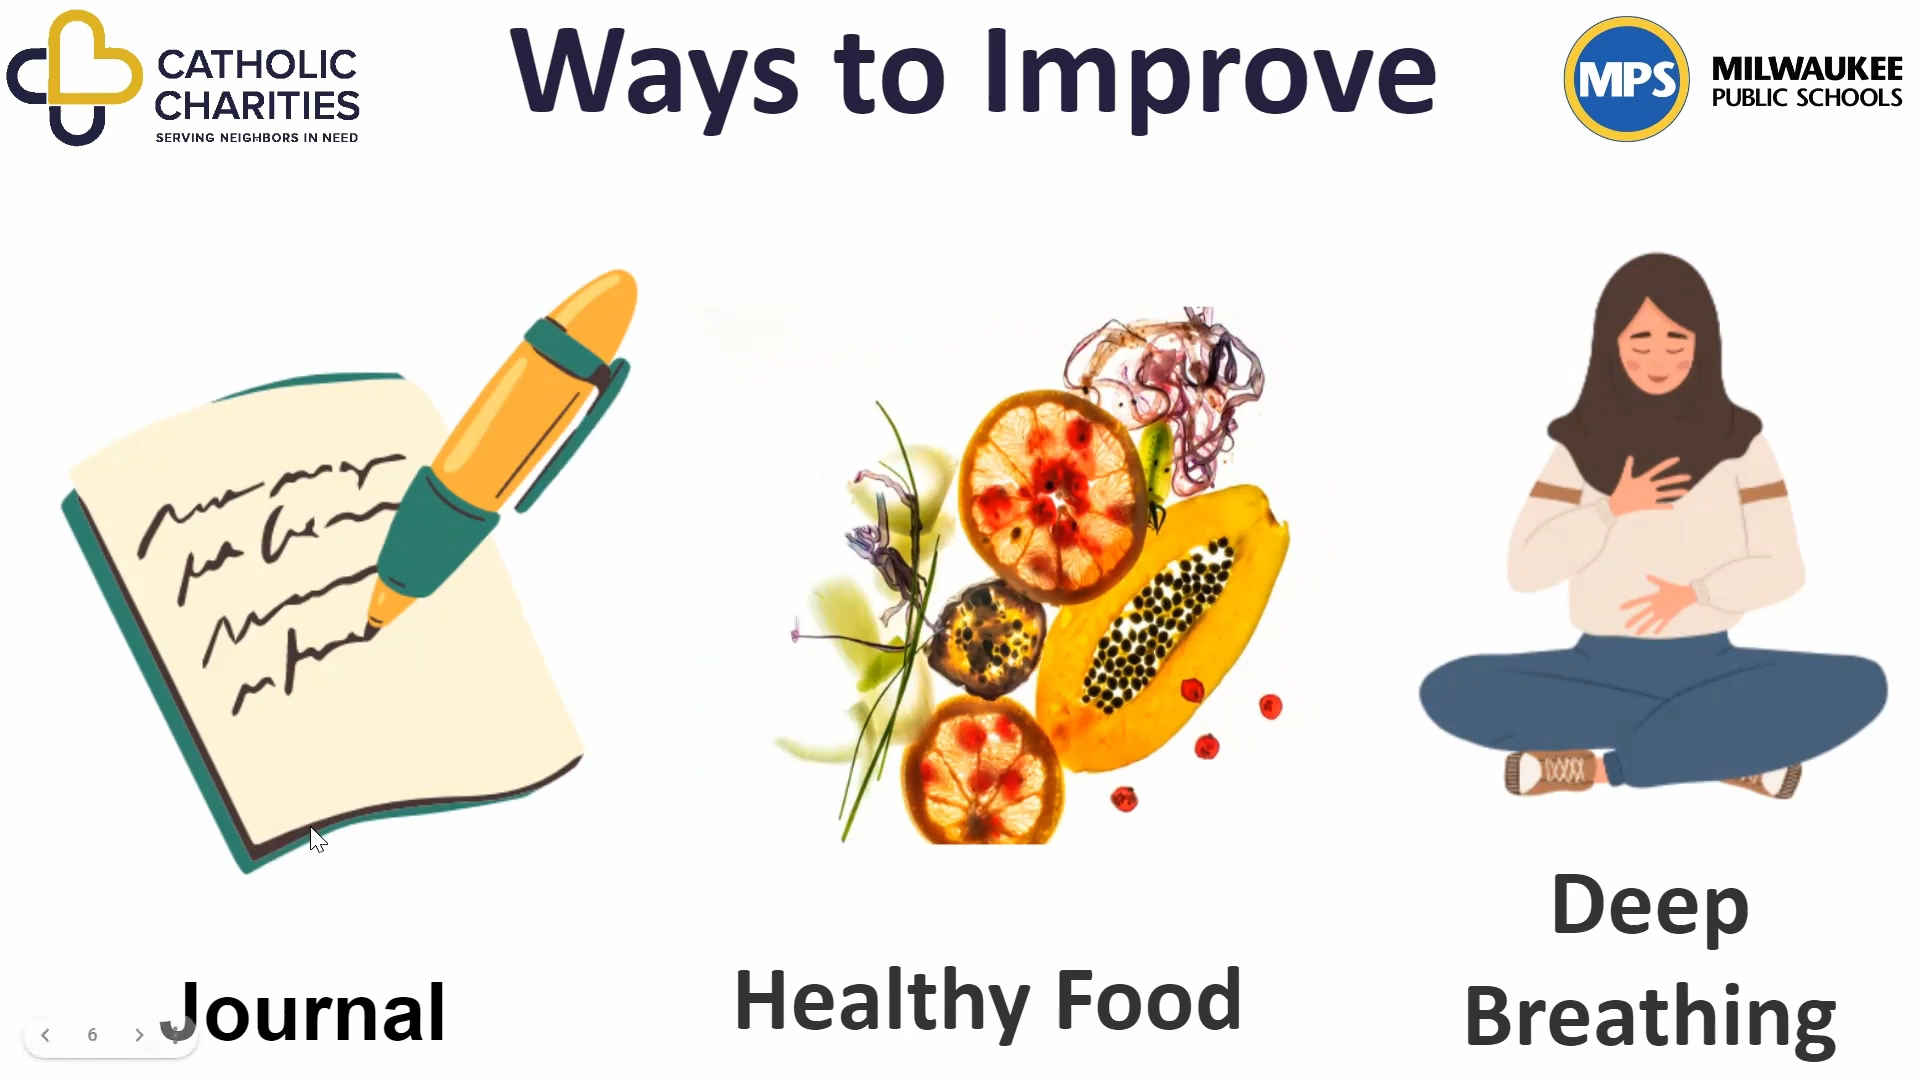 CATHOLIC
CHARITIES
SERVING NEIGHBORS IN NEED
Ways to Improve
MPS
MILWAUKEE
PUBLIC SCHOOLS
Journal
Healthy Food
Deep
Breathing
6